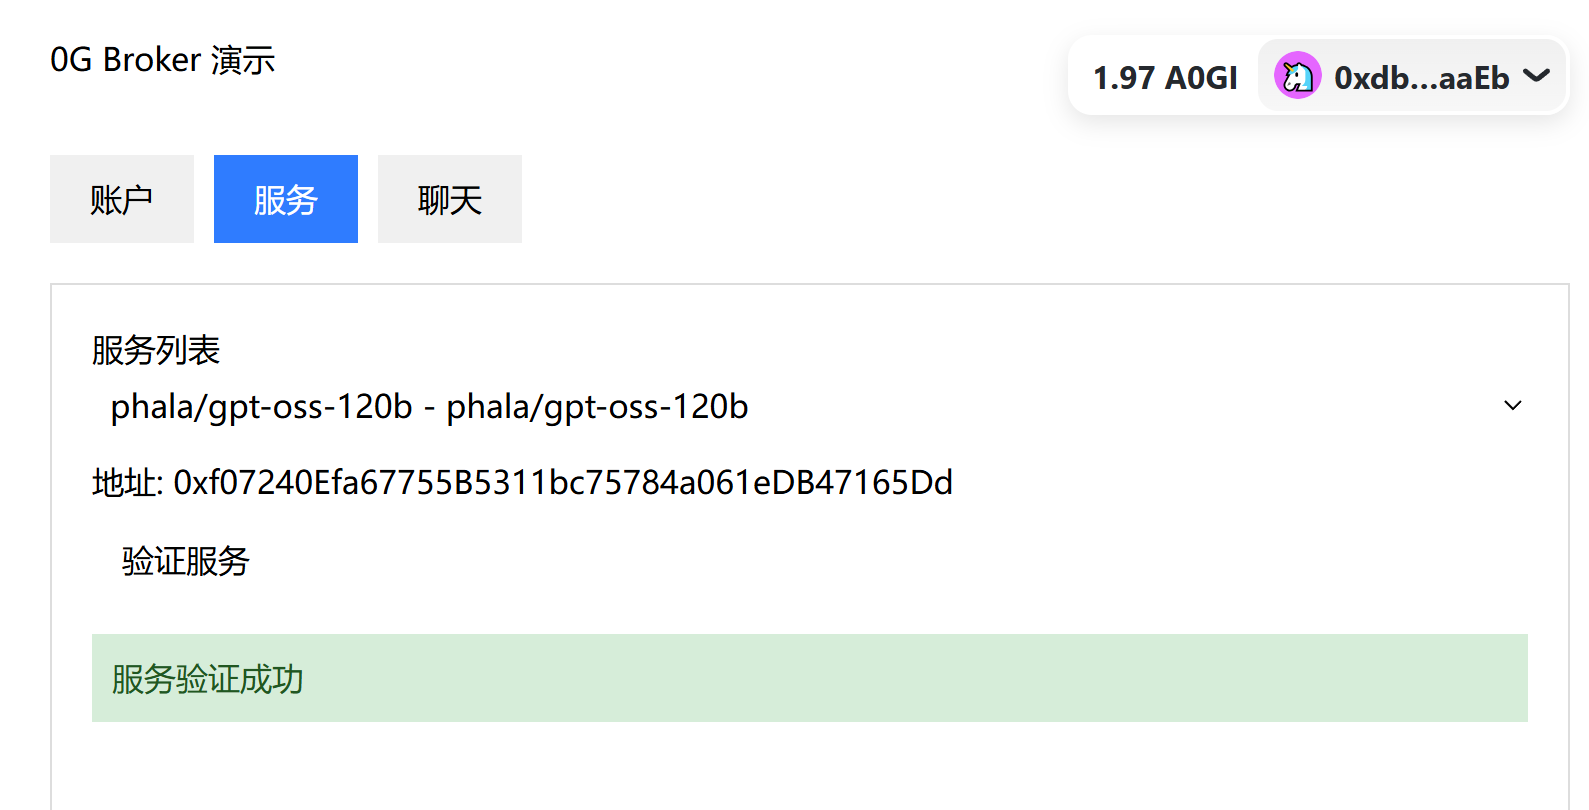 0G Broker 演示
1.97 A0GI
0xdb...aaEb
账户
服务
聊天
服务列表
phala/gpt-oss-120b - phala/gpt-oss-120b
地址: 0xf07240Efa67755B5311bc75784a061eDB47165Dd
验证服务
服务验证成功